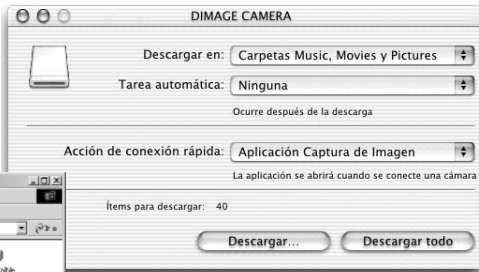 DIMAGE CAMERA
Descargar en: Carpetas Music, Movies y Pictures
Tarea automática: Ninguna
Ocurre después de la descarga
Acción de conexión rápida: Aplicación Captura de Imagen
La aplicación se abrirá cuando se conecte una cámara
Ítems para descargar: 40
Descargar... Descargar todo